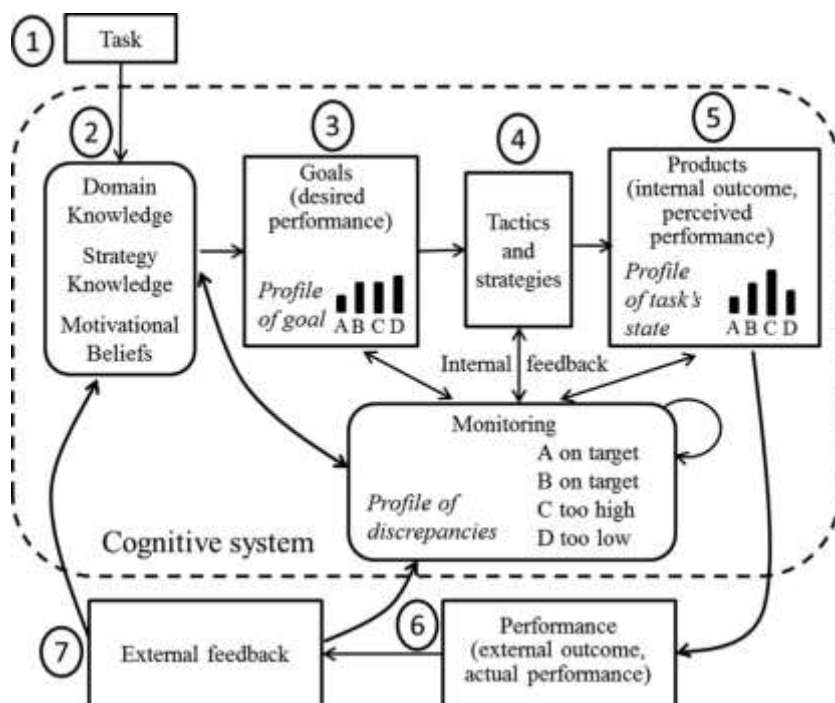 1
Task
2
Domain
Knowledge
Strategy
Knowledge
Motivational
Beliefs
3
Goals
(desired
performance)
Profile
of goal
A B C D
4
Tactics
and
strategies
5
Products
(internal outcome,
perceived
performance)
Profile
of task's
state
A B C D
Internal feedback
Monitoring
A on target
B on target
C too high
D too low
Profile of
discrepancies
Cognitive system
6
Performance
(external outcome,
actual performance)
7
External feedback